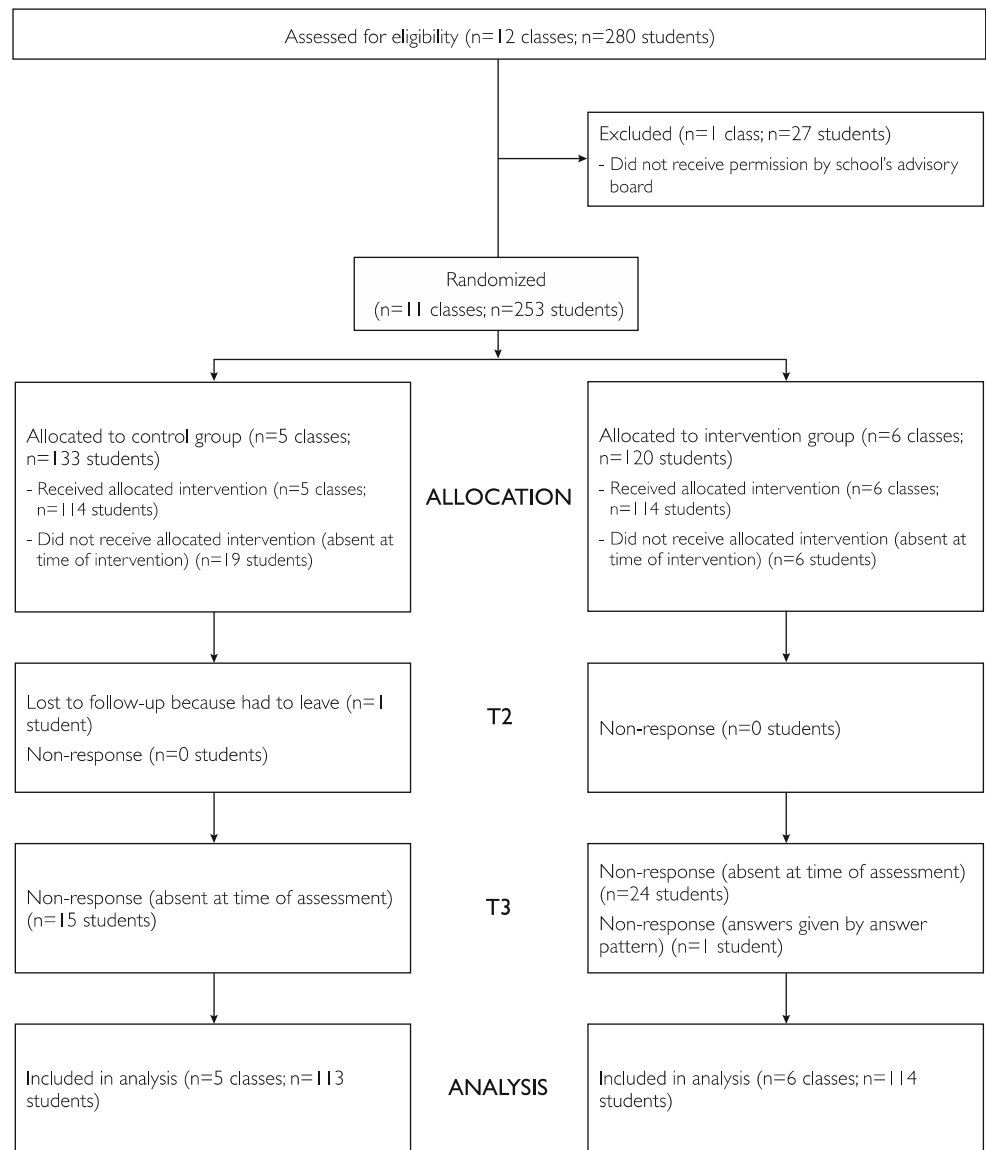 Assessed for eligibility (n=12 classes; n=280 students)
Excluded (n=1 class; n=27 students)
- Did not receive permission by school's advisory
board
Randomized
(n=11 classes; n=253 students)
Allocated to control group (n=5 classes;
n=133 students)
- Received allocated intervention (n=5 classes;
n=114 students)
- Did not receive allocated intervention (absent at
time of intervention) (n=19 students)
ALLOCATION
Allocated to intervention group (n=6 classes;
n=120 students)
- Received allocated intervention (n=6 classes;
n=114 students)
- Did not receive allocated intervention (absent at
time of intervention) (n=6 students)
Lost to follow-up because had to leave (n=1
student)
Non-response (n=0 students)
T2
Non-response (n=0 students)
Non-response (absent at time of assessment)
(n=15 students)
T3
Non-response (absent at time of assessment)
(n=24 students)
Non-response (answers given by answer
pattern) (n=1 student)
Included in analysis (n=5 classes; n=113
students)
ANALYSIS
Included in analysis (n=6 classes; n=114
students)